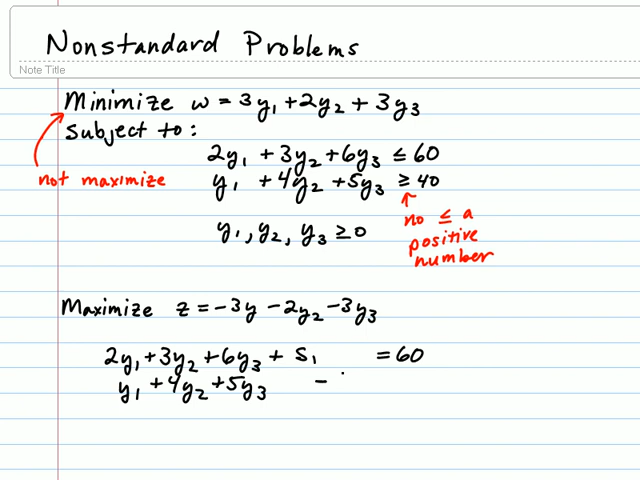 Nonstandard Problems
Note Title
Minimize w = 3y₁ + 2y₂ + 3y₃
Subject to:
2y₁ + 3y₂ + 6y₃ ≤ 60
not maximize
y₁ + 4y₂ + 5y₃ ≥ 40
no ≤ a
positive
number
y₁, y₂, y₃ ≥ 0
Maximize z = -3y - 2y₂ - 3y₃
2y₁ + 3y₂ + 6y₃ + s₁ = 60
y₁ + 4y₂ + 5y₃ -